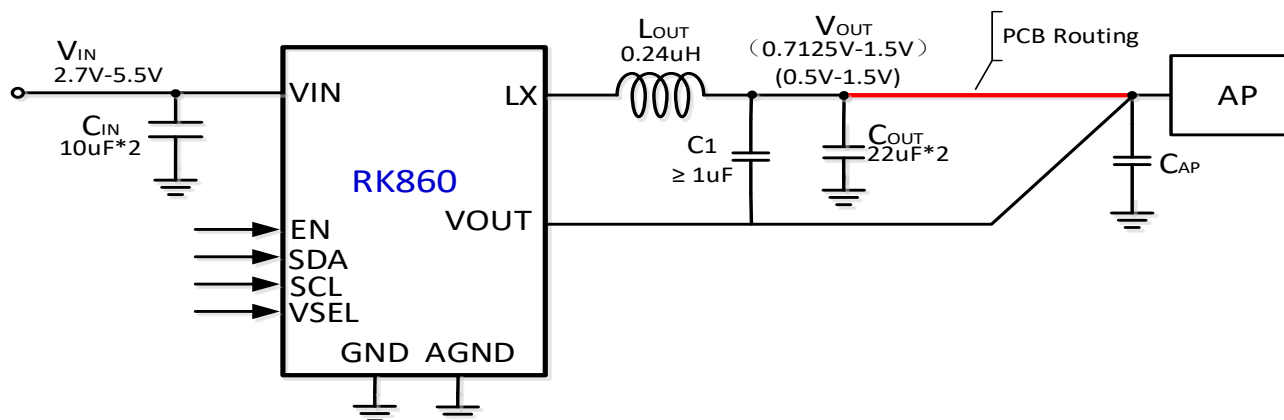 VIN
2.7V-5.5V
CIN
10uF*2
VIN
EN
SDA
SCL
VSEL
RK860
LX
VOUT
GND
AGND
LOUT
0.24uH
C1
≥ 1uF
VOUT
（0.7125V-1.5V）
(0.5V-1.5V)
COUT
22uF*2
PCB Routing
CAP
AP